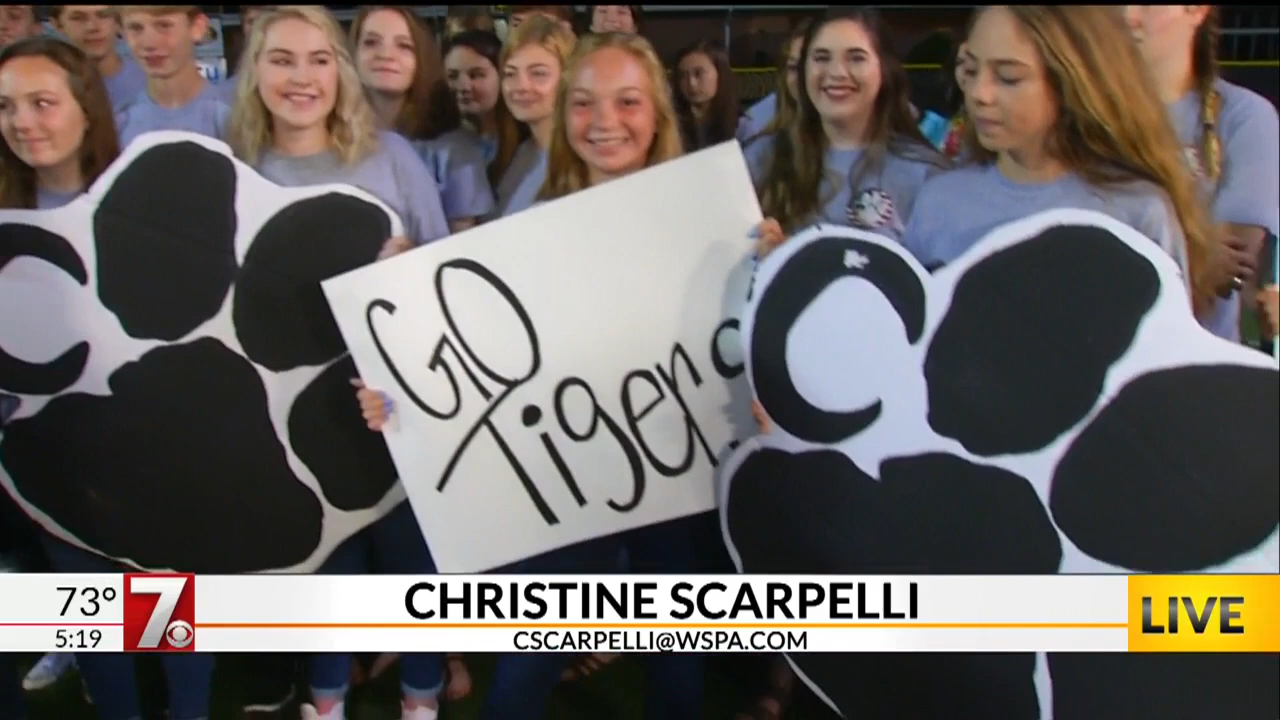 GO
Tigers
C
C
73° 7 CHRISTINE SCARPELLI LIVE
5:19 CSCARPELLI@WSPA.COM